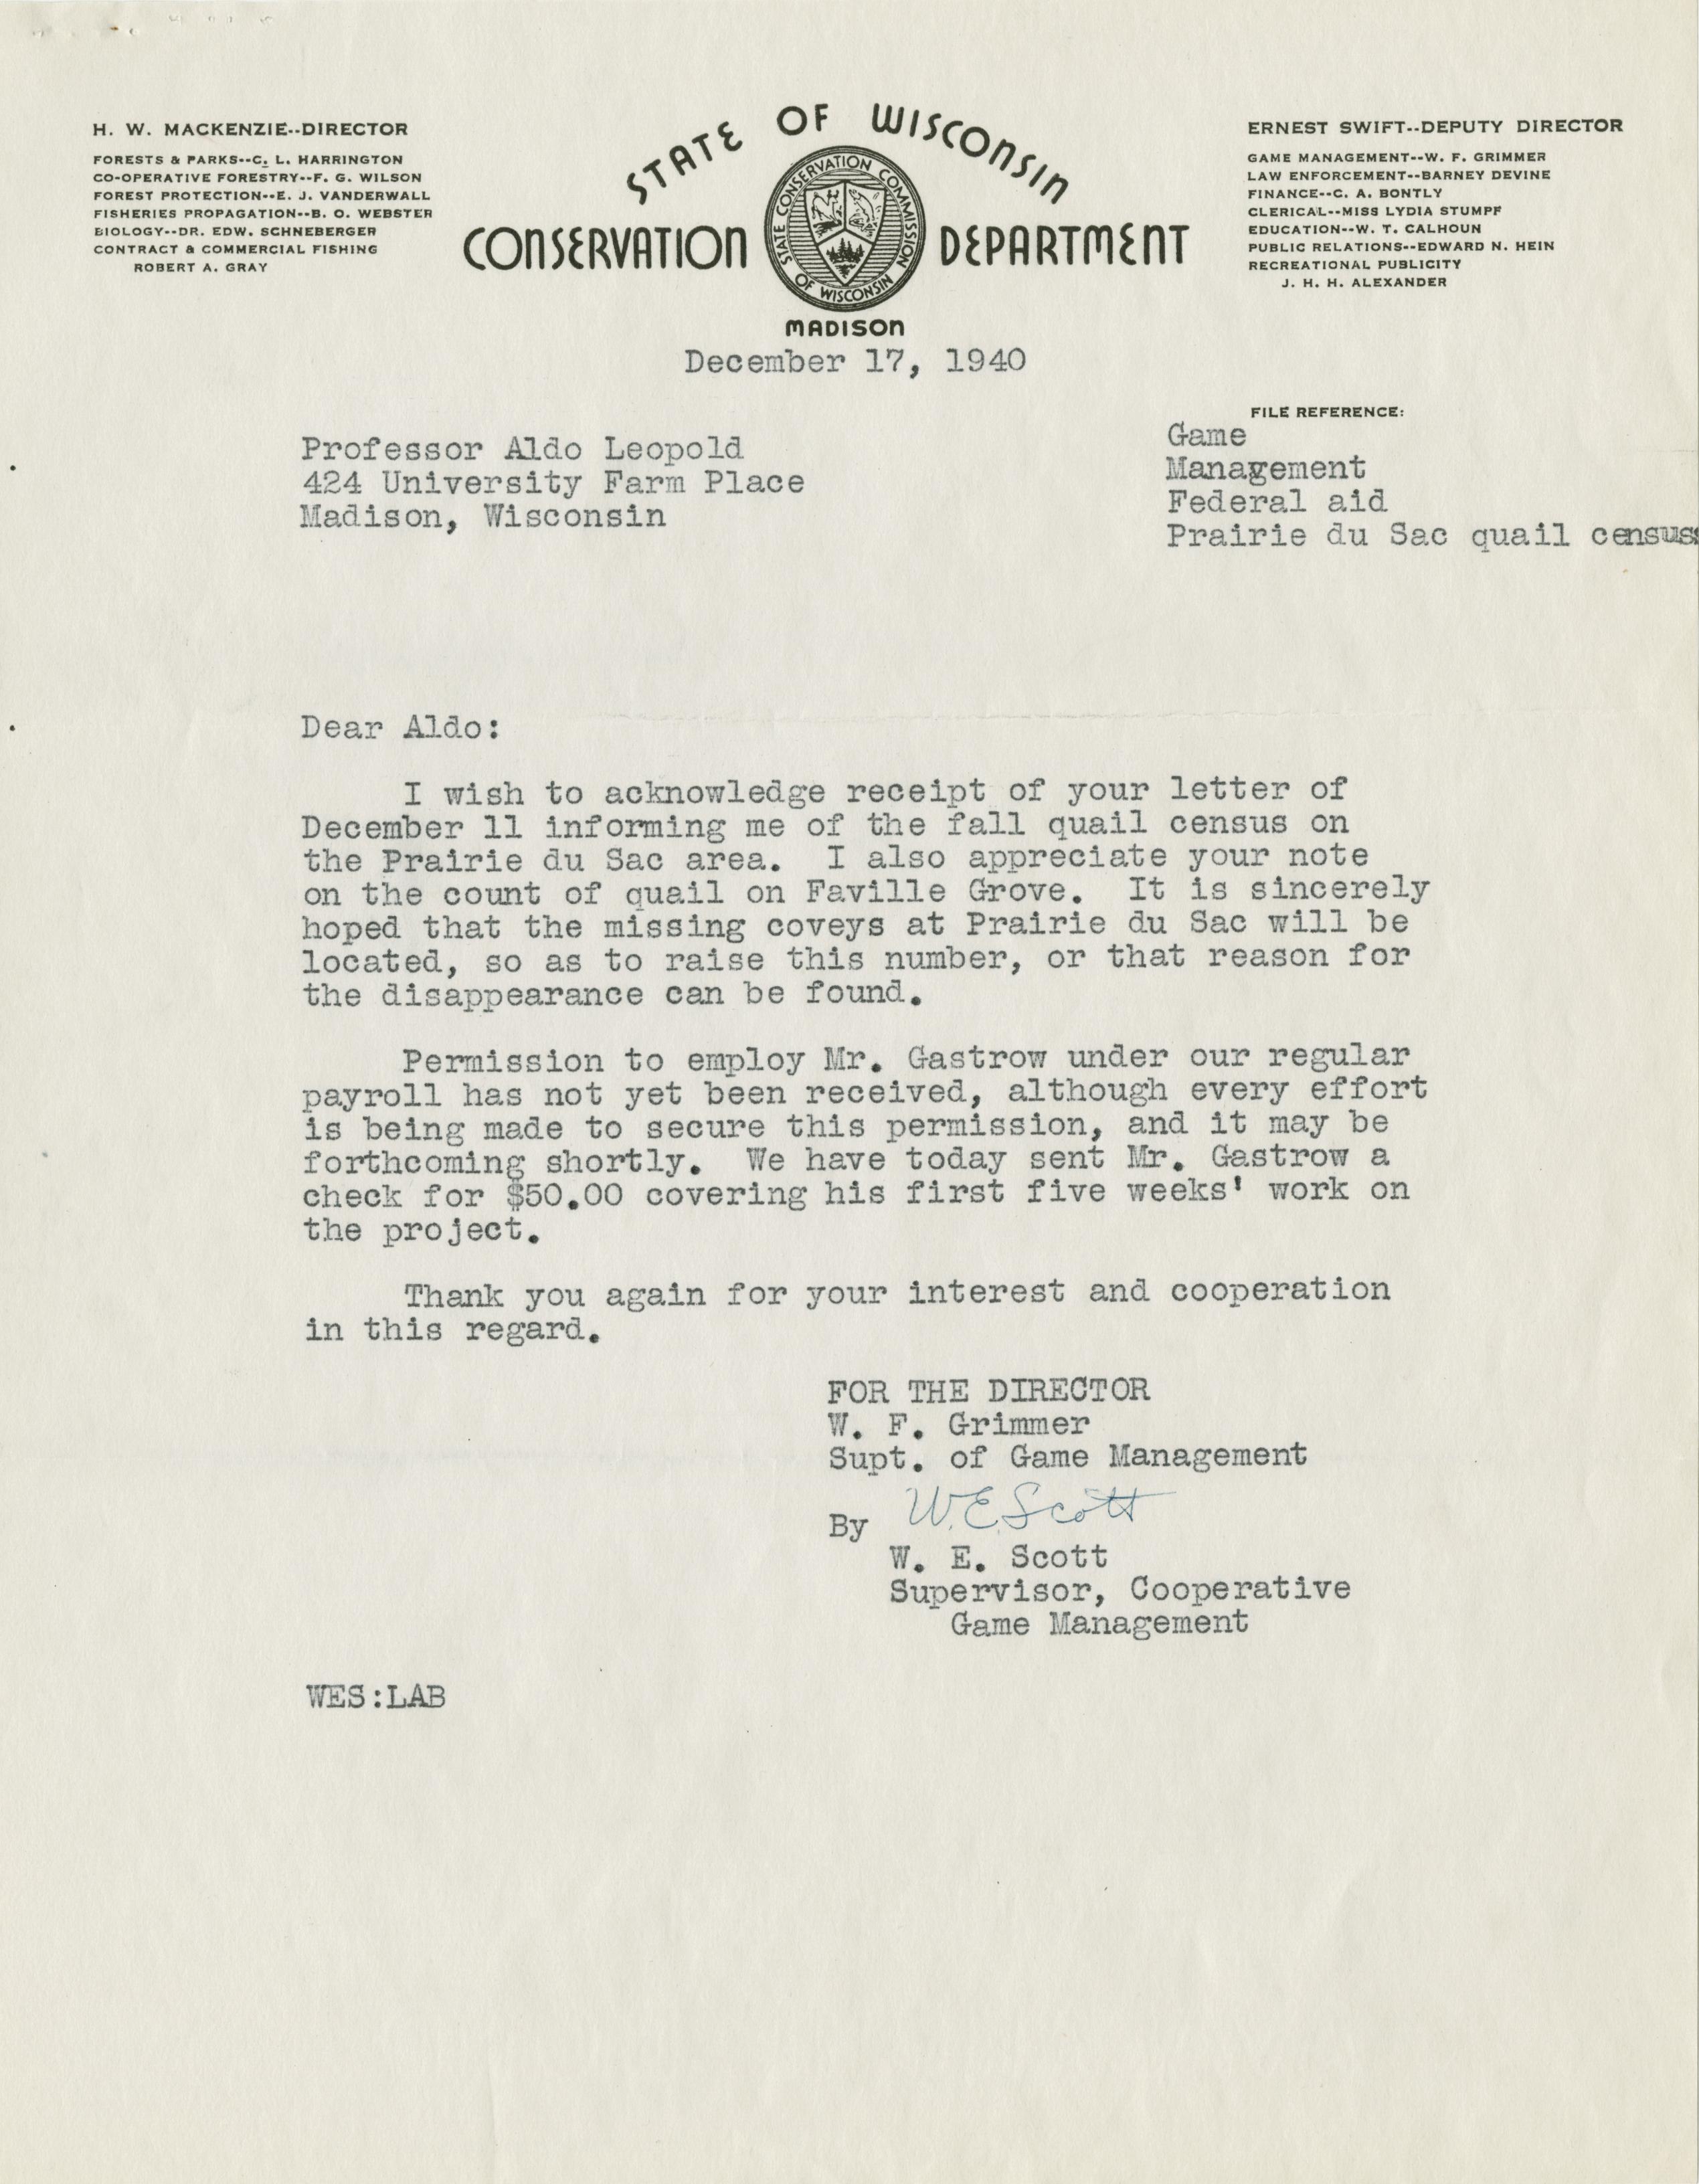 H. W. MACKENZIE--DIRECTOR
FORESTS & PARKS--C. L. HARRINGTON
CO-OPERATIVE FORESTRY--F. G. WILSON
FOREST PROTECTION--E. J. VANDERWALL
FISHERIES PROPAGATION--B. O. WEBSTER
BIOLOGY--DR. EDW. SCHNEBERGER
CONTRACT & COMMERCIAL FISHING
ROBERT A. GRAY
STATE OF WISCONSIN
CONSERVATION DEPARTMENT
STATE CONSERVATION COMMISSION
OF WISCONSIN
MADISON
ERNEST SWIFT--DEPUTY DIRECTOR
GAME MANAGEMENT--W. F. GRIMMER
LAW ENFORCEMENT--BARNEY DEVINE
FINANCE--C. A. BONTLY
CLERICAL--MISS LYDIA STUMPF
EDUCATION--W. T. CALHOUN
PUBLIC RELATIONS--EDWARD N. HEIN
RECREATIONAL PUBLICITY
J. H. H. ALEXANDER
December 17, 1940
FILE REFERENCE:
Game
Management
Federal aid
Prairie du Sac quail census
Professor Aldo Leopold
424 University Farm Place
Madison, Wisconsin
Dear Aldo:
I wish to acknowledge receipt of your letter of
December 11 informing me of the fall quail census on
the Prairie du Sac area. I also appreciate your note
on the count of quail on Faville Grove. It is sincerely
hoped that the missing coveys at Prairie du Sac will be
located, so as to raise this number, or that reason for
the disappearance can be found.
Permission to employ Mr. Gastrow under our regular
payroll has not yet been received, although every effort
is being made to secure this permission, and it may be
forthcoming shortly. We have today sent Mr. Gastrow a
check for $50.00 covering his first five weeks' work on
the project.
Thank you again for your interest and cooperation
in this regard.
FOR THE DIRECTOR
W. F. Grimmer
Supt. of Game Management
By W. E. Scott
W. E. Scott
Supervisor, Cooperative
Game Management
WES:LAB